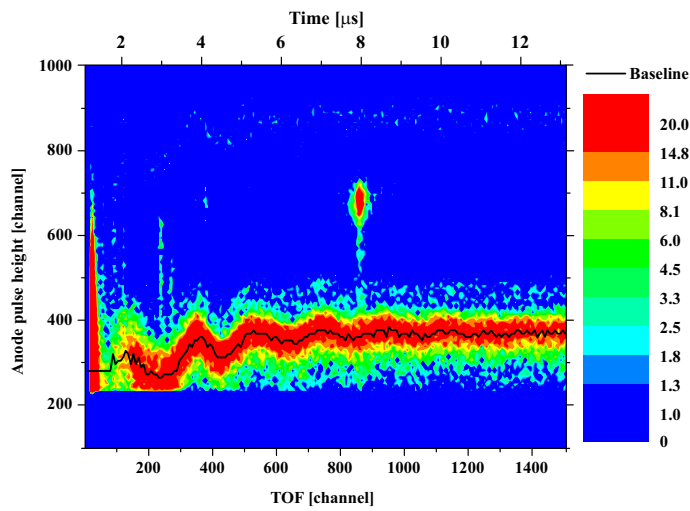 Time [μs]
2 4 6 8 10 12
1000
800
600
400
200
Anode pulse height [channel]
200 400 600 800 1000 1200 1400
TOF [channel]
Baseline
20.0
14.8
11.0
8.1
6.0
4.5
3.3
2.5
1.8
1.3
1.0
0